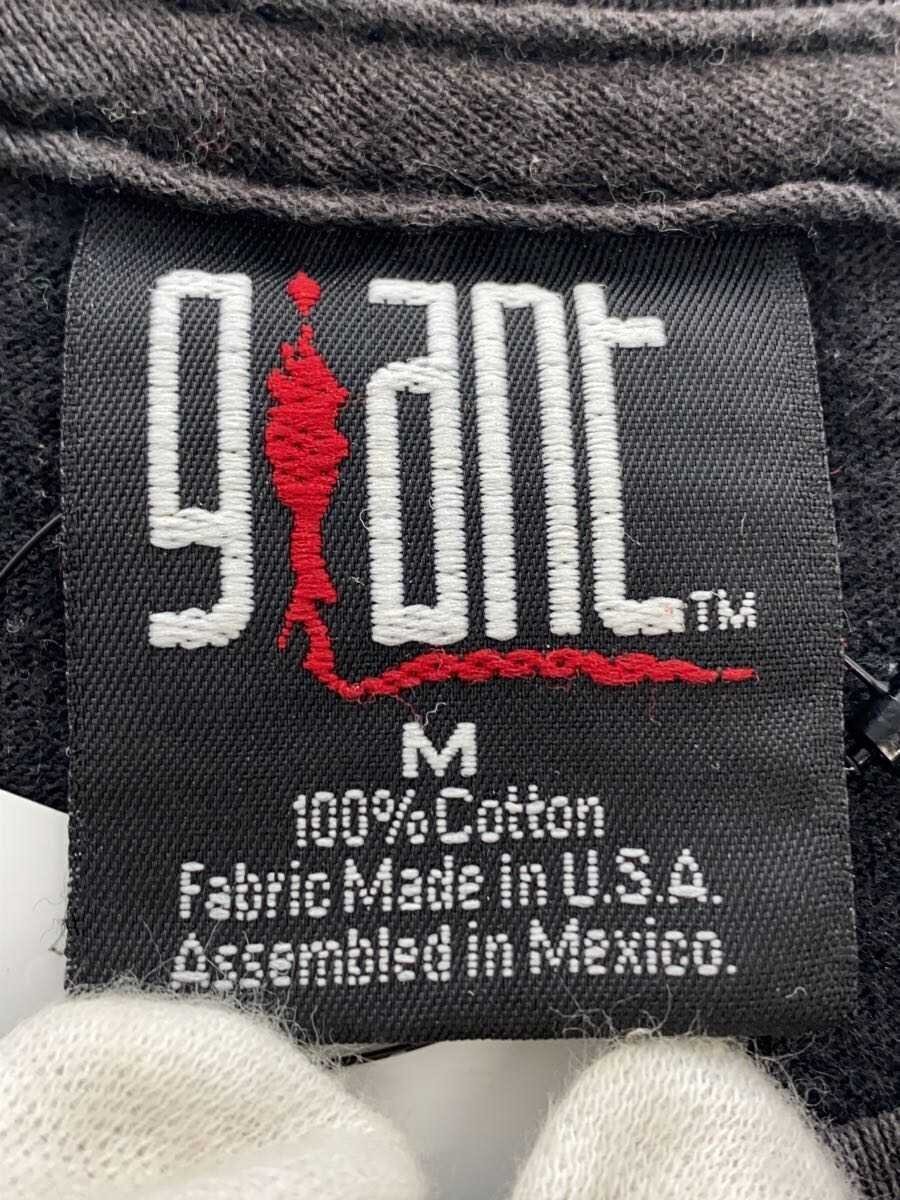 giant™
M
100% Cotton
Fabric Made in U.S.A.
Assembled in Mexico.